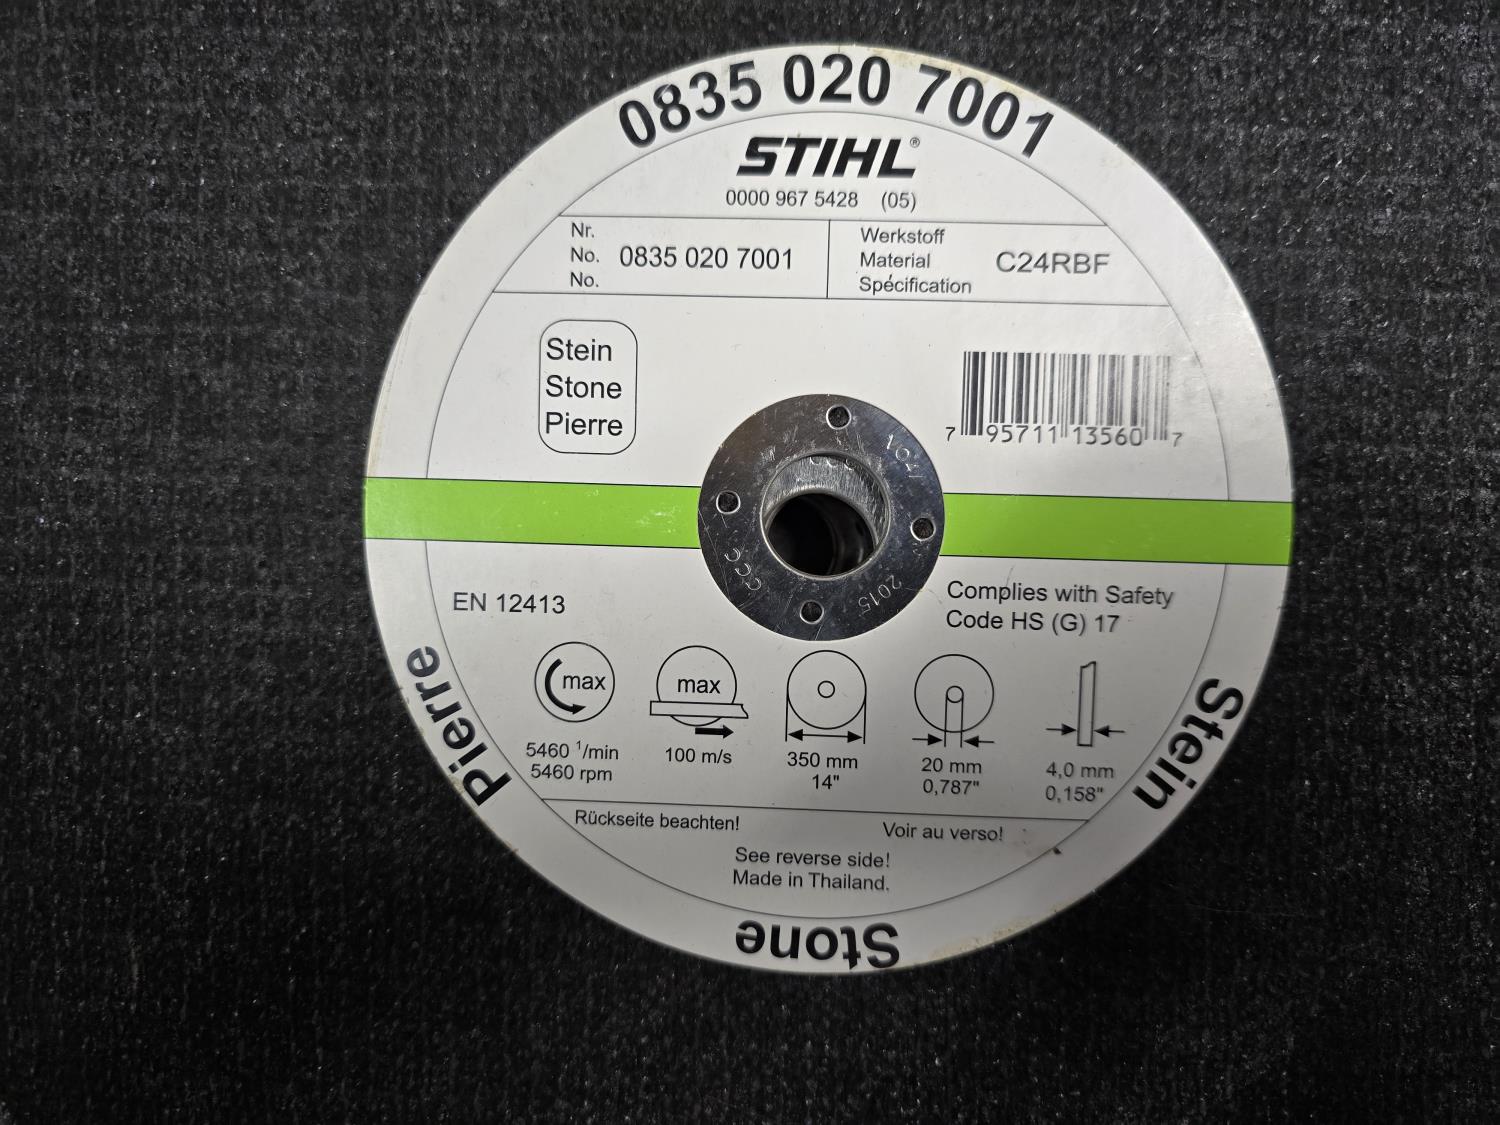 0835 020 7001
STIHL®
0000 967 5428 (05)
Nr.
No. 0835 020 7001
No.
Werkstoff
Material C24RBF
Spécification
Stein
Stone
Pierre
7 95711 13560 7
2015
CCC
EN 12413
Complies with Safety
Code HS (G) 17
max
5460 1/min
5460 rpm
max
100 m/s
350 mm
14"
20 mm
0,787"
4,0 mm
0,158"
Rückseite beachten!
Voir au verso!
See reverse side!
Made in Thailand.
Pierre
Stone
Stein